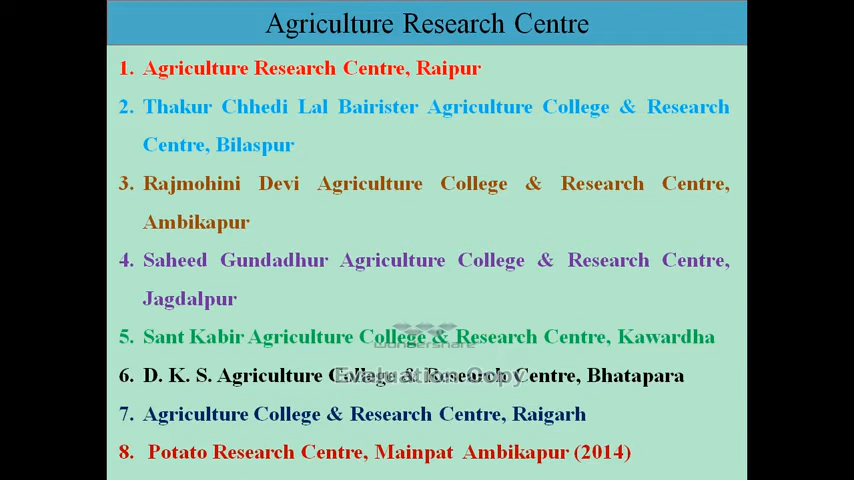 Agriculture Research Centre
1. Agriculture Research Centre, Raipur
2. Thakur Chhedi Lal Bairister Agriculture College & Research
Centre, Bilaspur
3. Rajmohini Devi Agriculture College & Research Centre,
Ambikapur
4. Saheed Gundadhur Agriculture College & Research Centre,
Jagdalpur
5. Sant Kabir Agriculture College & Research Centre, Kawardha
wondershare
6. D. K. S. Agriculture College & Research Centre, Bhatapara
Evaluation Copy
7. Agriculture College & Research Centre, Raigarh
8. Potato Research Centre, Mainpat Ambikapur (2014)